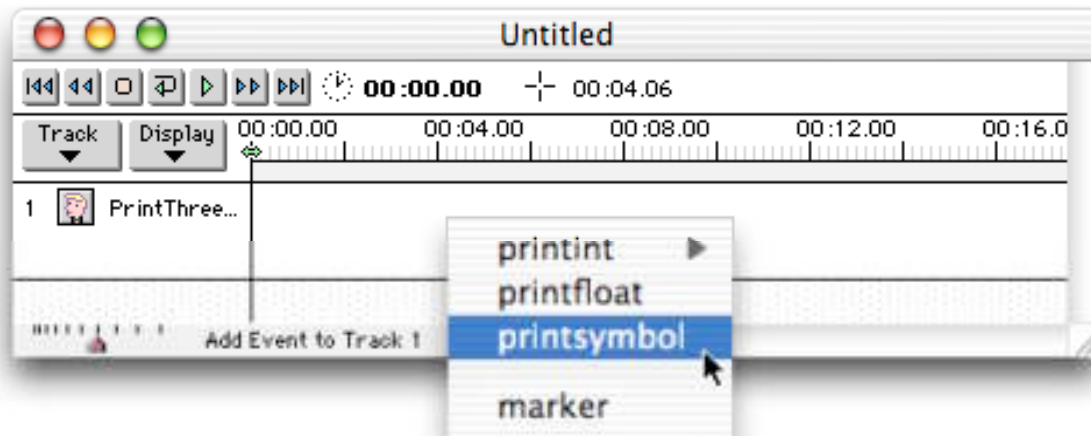 Untitled
00:00.00 00:04.06
Track Display 00:00.00 00:04.00 00:08.00 00:12.00 00:16.0
1 PrintThree...
printint
printfloat
printsymbol
Add Event to Track 1
marker